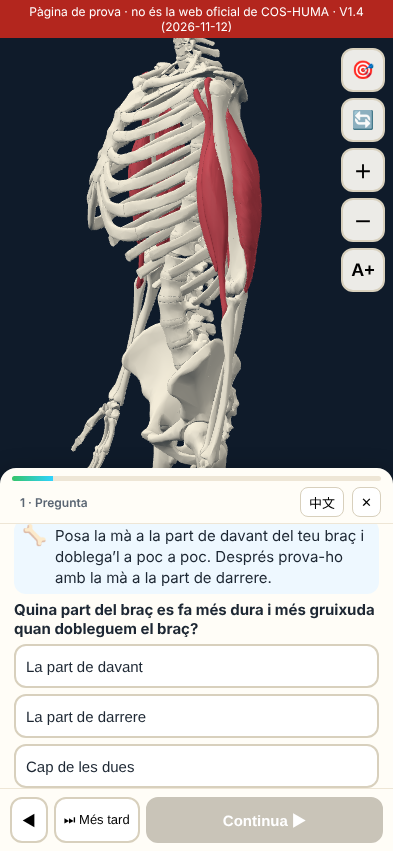 Pàgina de prova · no és la web oficial de COS-HUMA · V1.4
(2026-11-12)
A+
1 · Pregunta
中文
×
Posa la mà a la part de davant del teu braç i
doblega’l a poc a poc. Després prova-ho
amb la mà a la part de darrere.
Quina part del braç es fa més dura i més gruixuda
quan dobleguem el braç?
La part de davant
La part de darrere
Cap de les dues
◀
⏭ Més tard
Continua ▶